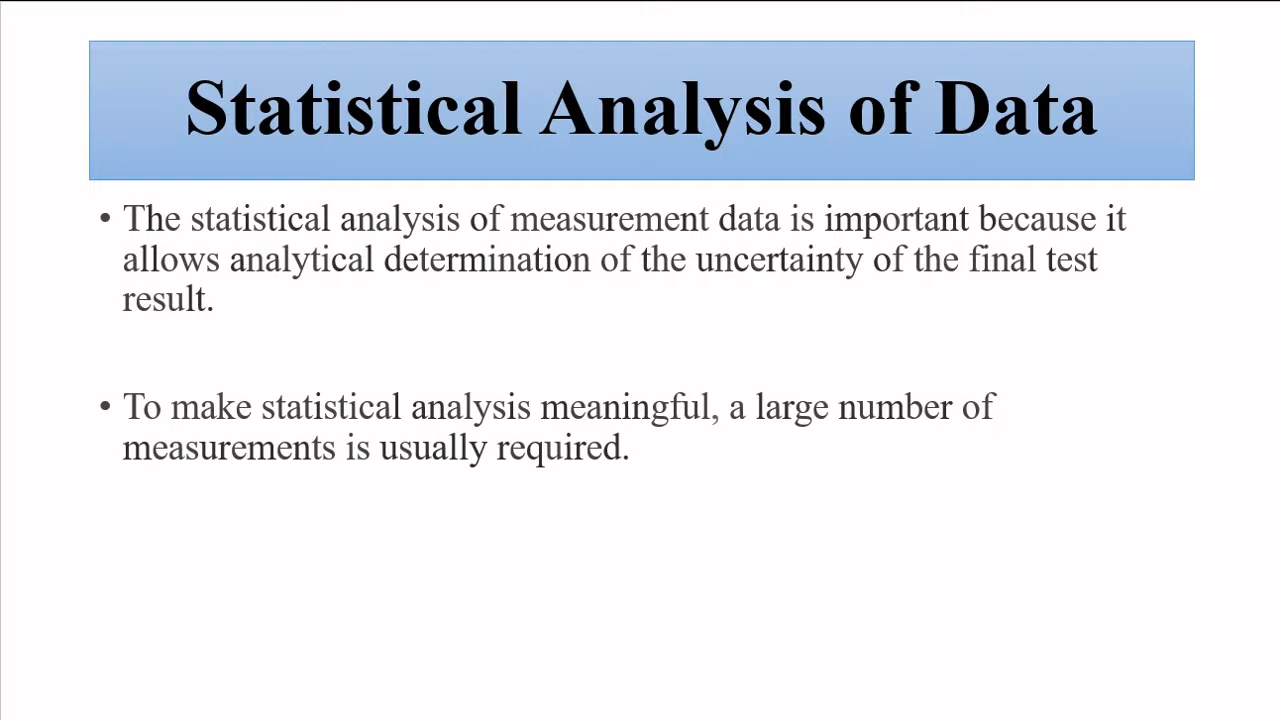 Statistical Analysis of Data
• The statistical analysis of measurement data is important because it
allows analytical determination of the uncertainty of the final test
result.
• To make statistical analysis meaningful, a large number of
measurements is usually required.